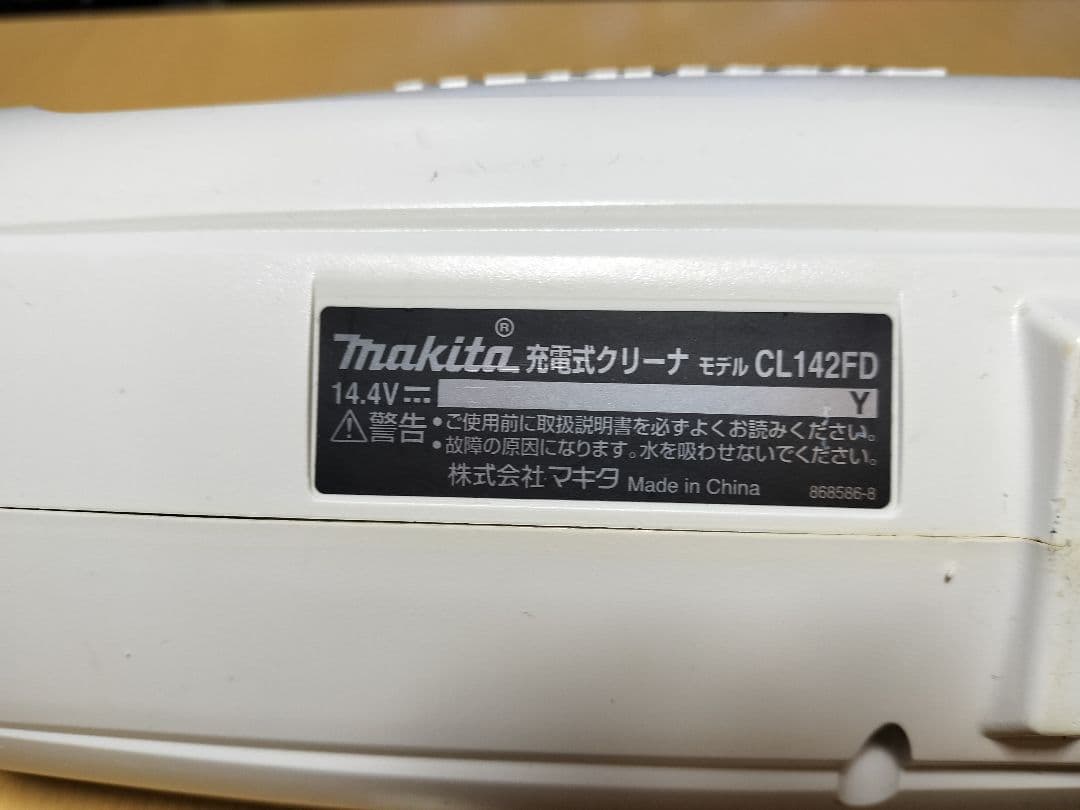 makita® 充電式クリーナ モデル CL142FD
14.4V⎓ Y
⚠警告 •ご使用前に取扱説明書を必ずよくお読みください。
•故障の原因になります。水を吸わせないでください。
株式会社 マキタ Made in China 868586-8